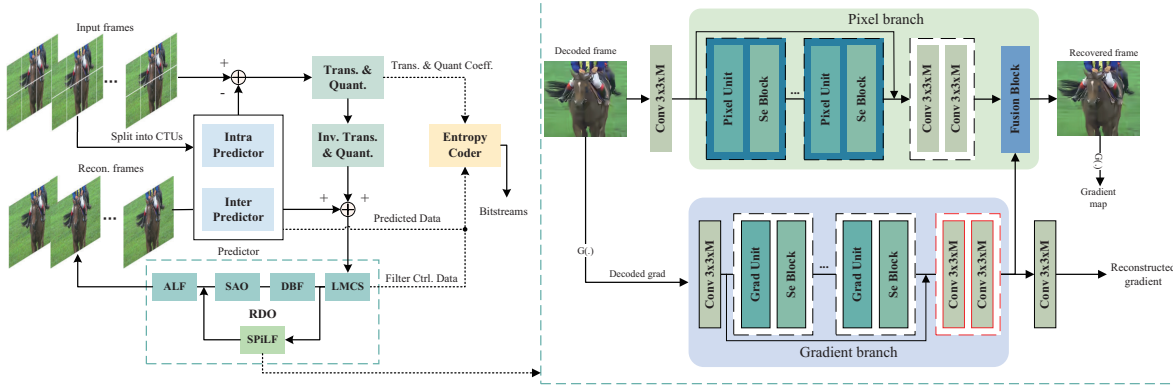 Input frames
...
+
-
Split into CTUs
Trans. &
Quant.
Trans. & Quant Coeff.
Intra
Predictor
Inv. Trans.
& Quant.
Entropy
Coder
Bitstreams
Recon. frames
...
Inter
Predictor
+
+
Predicted Data
Predictor
ALF
SAO
DBF
LMCS
Filter Ctrl. Data
RDO
SPiLF
Pixel branch
Decoded frame
Conv 3x3xM
Pixel Unit
Se Block
...
Pixel Unit
Se Block
Conv 3x3xM
Conv 3x3xM
Fusion Block
Recovered frame
G(.)
Gradient
map
G(.)
Decoded grad
Conv 3x3xM
Grad Unit
Se Block
...
Grad Unit
Se Block
Conv 3x3xM
Conv 3x3xM
Conv 3x3xM
Reconstructed
gradient
Gradient branch